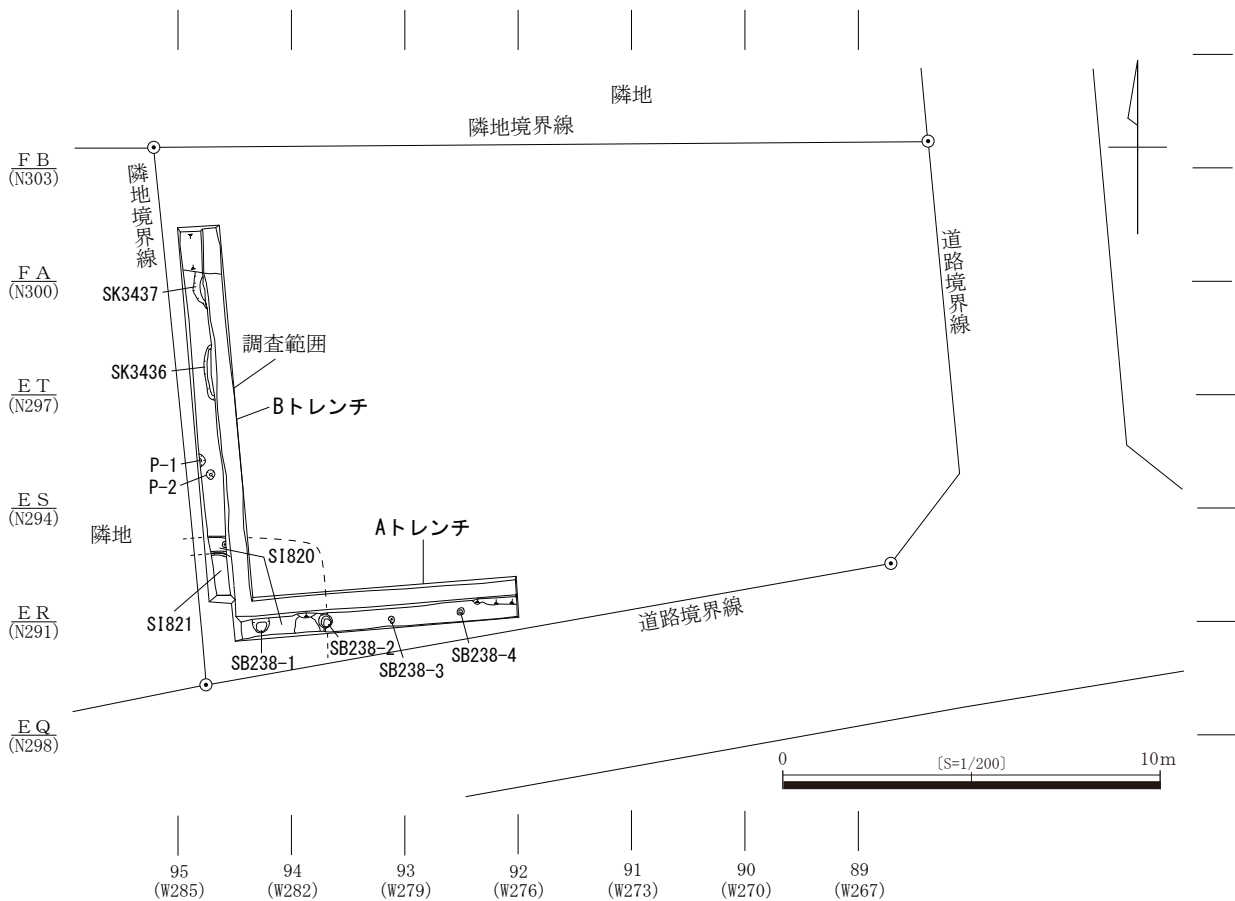 隣地
隣地境界線
FB
(N303)
隣地境界線
道路境界線
FA
(N300)
SK3437
調査範囲
SK3436
ET
(N297)
Bトレンチ
P-1
P-2
ES
(N294)
隣地
Aトレンチ
SI820
ER
(N291)
SI821
道路境界線
SB238-1
SB238-2
SB238-3
SB238-4
EQ
(N298)
0
〔S=1/200〕
10m
95
(W285)
94
(W282)
93
(W279)
92
(W276)
91
(W273)
90
(W270)
89
(W267)